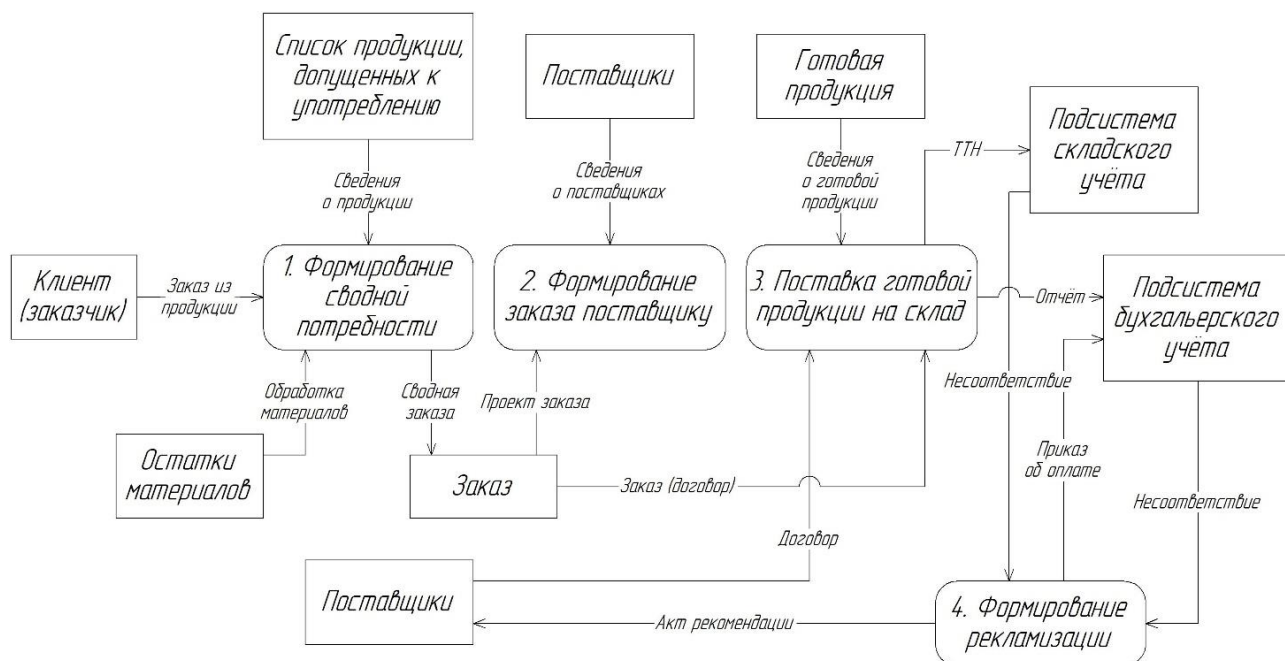 Список продукции,
допущенных к
употреблению
Поставщики
Готовая
продукция
Подсистема
складского
учёта
ТТН
Сведения
о продукции
Сведения
о поставщиках
Сведения
о готовой
продукции
Клиент
(заказчик)
Заказ из
продукции
1. Формирование
сводной
потребности
2. Формирование
заказа поставщику
3. Поставка готовой
продукции на склад
Отчёт
Подсистема
бухгальерского
учёта
Обработка
материалов
Сводная
заказа
Проект заказа
Несоответствие
Остатки
материалов
Заказ
Заказ (договор)
Приказ
об оплате
Несоответствие
Договор
Поставщики
Акт рекомендации
4. Формирование
рекламизации